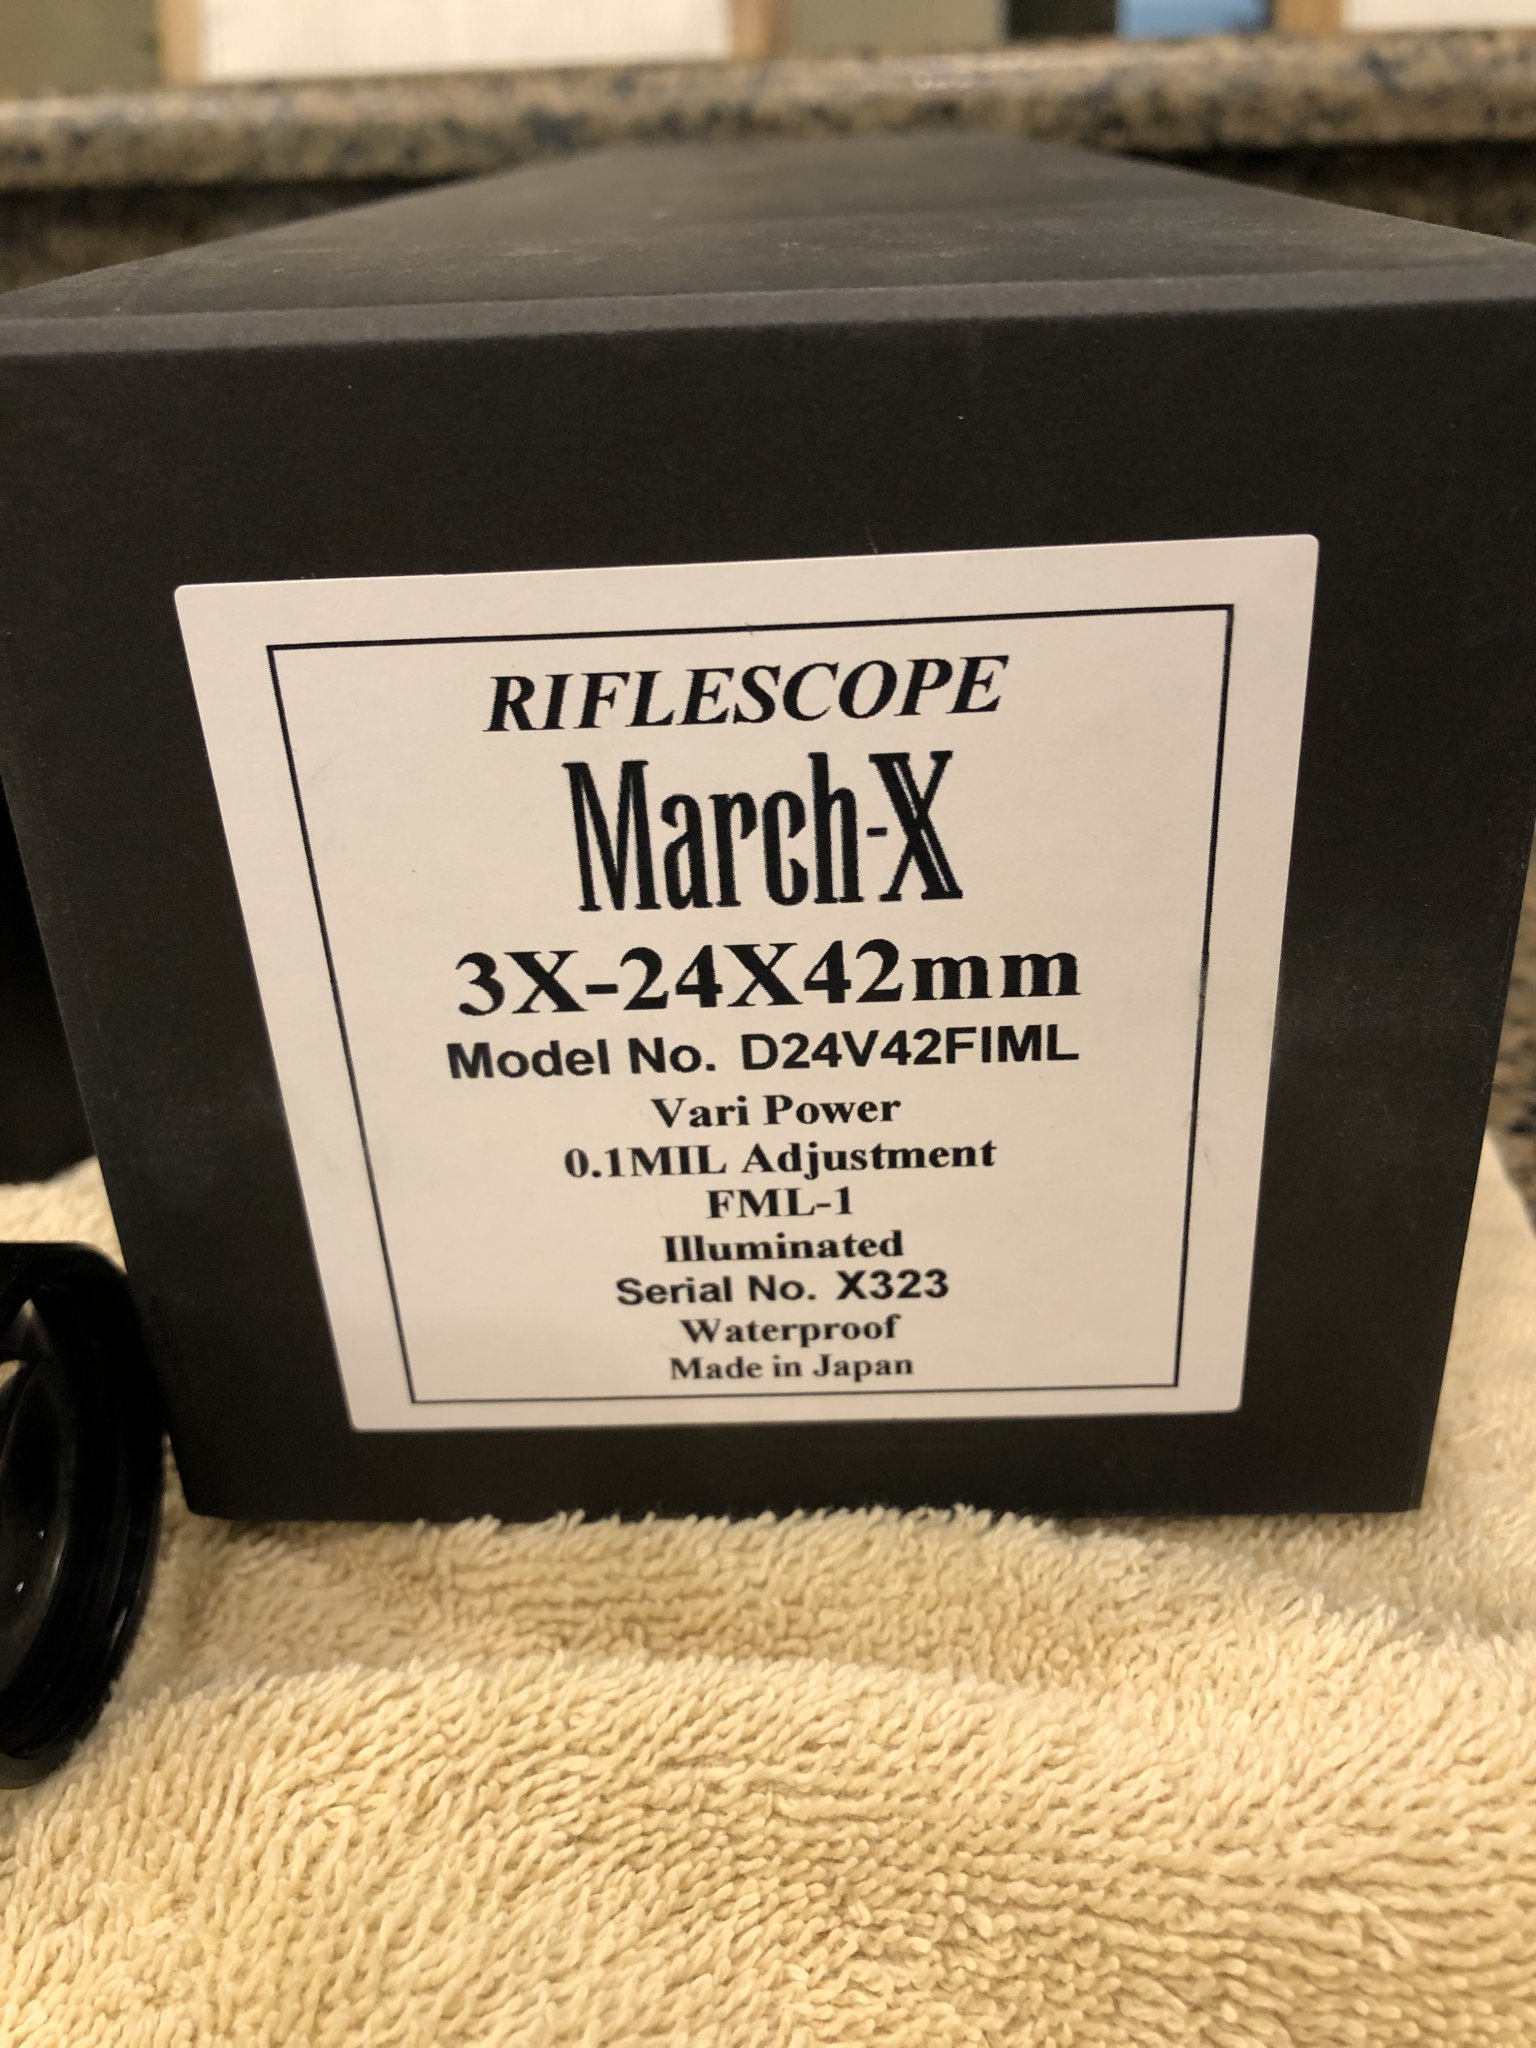 RIFLESCOPE
March-X
3X-24X42mm
Model No. D24V42FIML
Vari Power
0.1MIL Adjustment
FML-1
Illuminated
Serial No. X323
Waterproof
Made in Japan